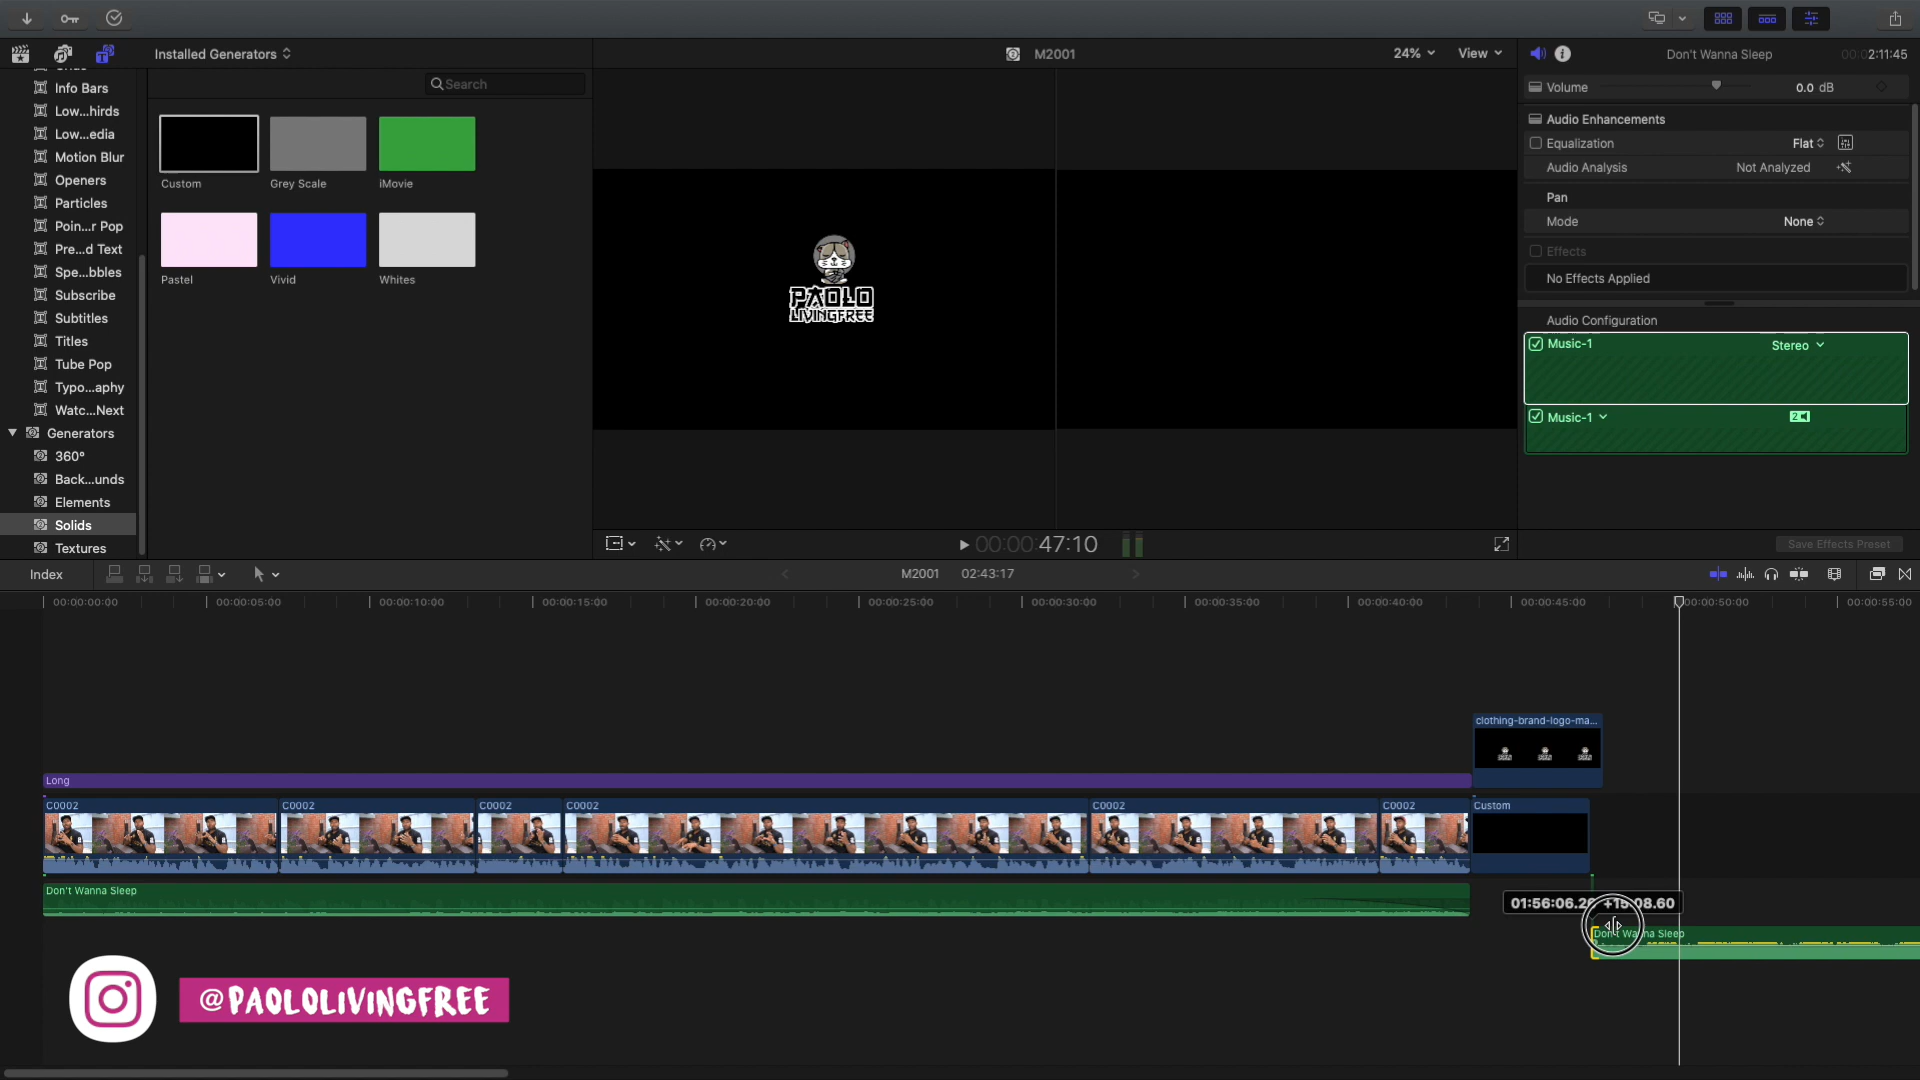 Installed Generators
M2001
24%
View
Don't Wanna Sleep
00:02:11:45
Search
Info Bars
Low...hirds
Low...edia
Motion Blur
Openers
Particles
Poin...r Pop
Pre...d Text
Spe...bbles
Subscribe
Subtitles
Titles
Tube Pop
Typo...aphy
Watc...Next
Generators
360°
Back...unds
Elements
Solids
Textures
Custom
Grey Scale
iMovie
Pastel
Vivid
Whites
PAOLO
LIVINGFREE
Volume
0.0 dB
Audio Enhancements
Equalization
Flat
Audio Analysis
Not Analyzed
Pan
Mode
None
Effects
No Effects Applied
Audio Configuration
Music-1
Stereo
Music-1
2
Save Effects Preset
00:00:47:10
Index
M2001
02:43:17
00:00:00:00
00:00:05:00
00:00:10:00
00:00:15:00
00:00:20:00
00:00:25:00
00:00:30:00
00:00:35:00
00:00:40:00
00:00:45:00
00:00:50:00
00:00:55:00
clothing-brand-logo-ma...
Long
C0002
C0002
C0002
C0002
C0002
C0002
Custom
Don't Wanna Sleep
Don't Wanna Sleep
@PAOLOLIVINGFREE